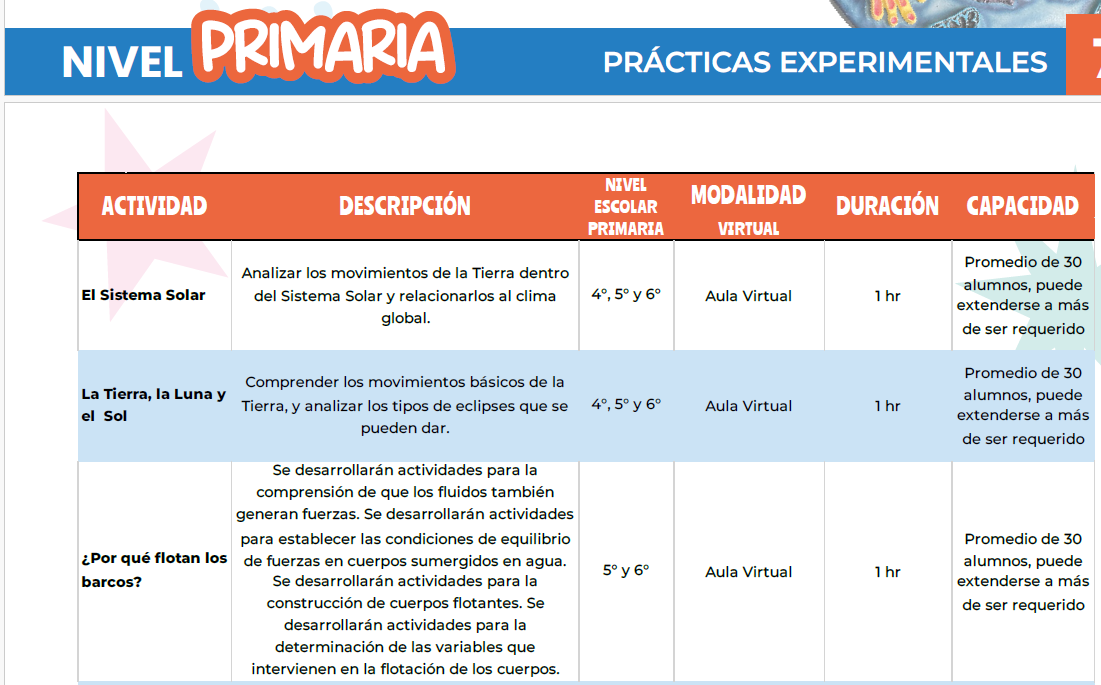 NIVEL PRIMARIA
PRÁCTICAS EXPERIMENTALES
ACTIVIDAD
DESCRIPCIÓN
NIVEL
ESCOLAR
PRIMARIA
MODALIDAD
VIRTUAL
DURACIÓN
CAPACIDAD
El Sistema Solar
Analizar los movimientos de la Tierra dentro
del Sistema Solar y relacionarlos al clima
global.
4°, 5° y 6°
Aula Virtual
1 hr
Promedio de 30
alumnos, puede
extenderse a más
de ser requerido
La Tierra, la Luna y
el Sol
Comprender los movimientos básicos de la
Tierra, y analizar los tipos de eclipses que se
pueden dar.
4°, 5° y 6°
Aula Virtual
1 hr
Promedio de 30
alumnos, puede
extenderse a más
de ser requerido
¿Por qué flotan los
barcos?
Se desarrollarán actividades para la
comprensión de que los fluidos también
generan fuerzas. Se desarrollarán actividades
para establecer las condiciones de equilibrio
de fuerzas en cuerpos sumergidos en agua.
Se desarrollarán actividades para la
construcción de cuerpos flotantes. Se
desarrollarán actividades para la
determinación de las variables que
intervienen en la flotación de los cuerpos.
5° y 6°
Aula Virtual
1 hr
Promedio de 30
alumnos, puede
extenderse a más
de ser requerido